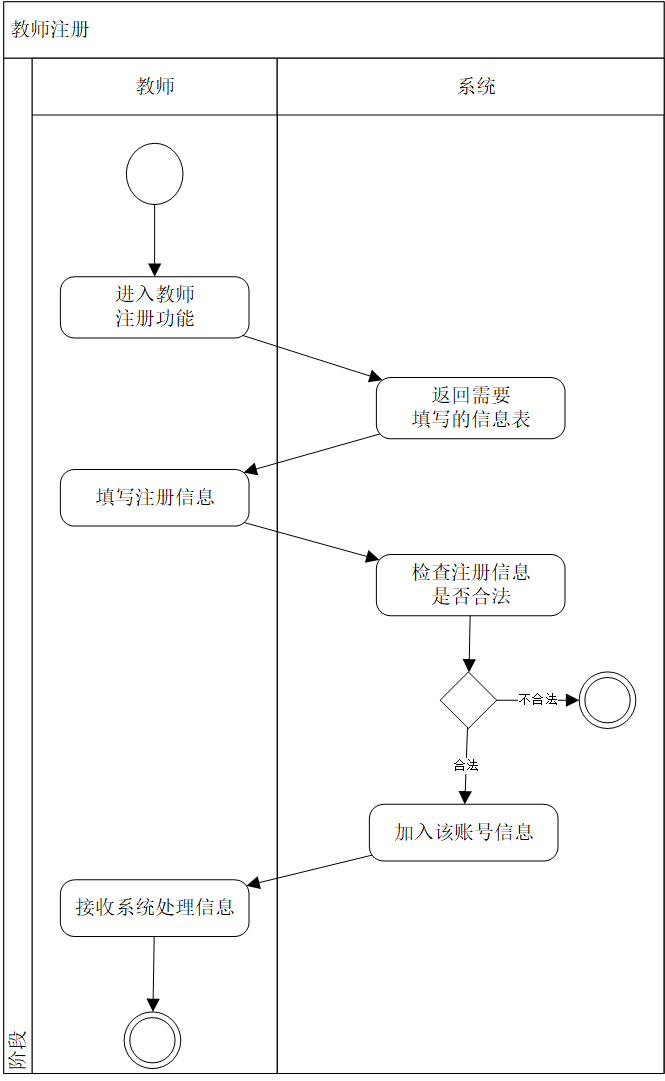 教师注册
教师
系统
进入教师
注册功能
返回需要
填写的信息表
填写注册信息
检查注册信息
是否合法
不合法
合法
加入该账号信息
接收系统处理信息
阶段